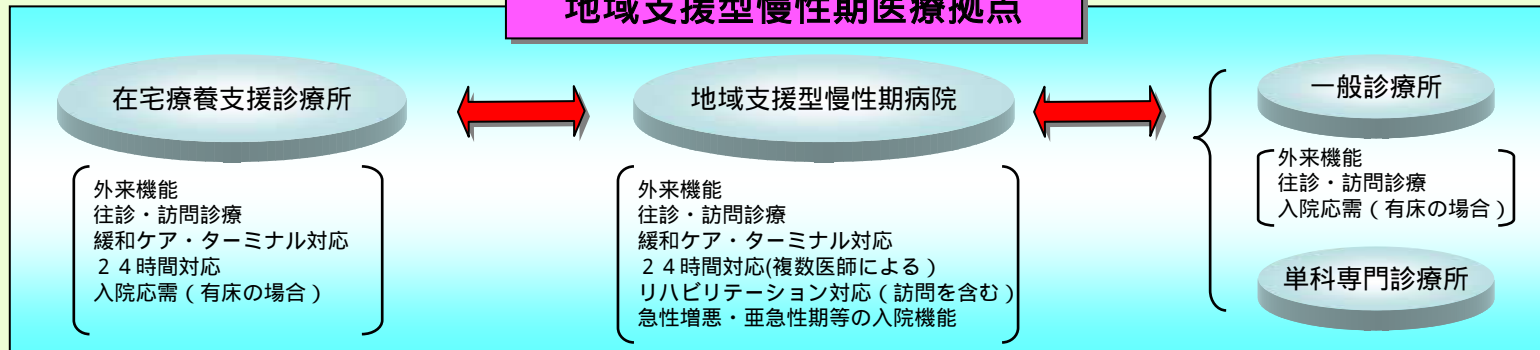 地域支援型慢性期医療拠点
在宅療養支援診療所
外来機能
往診・訪問診療
緩和ケア・ターミナル対応
２４時間対応
入院応需（有床の場合）
地域支援型慢性期病院
外来機能
往診・訪問診療
緩和ケア・ターミナル対応
２４時間対応(複数医師による）
リハビリテーション対応（訪問を含む）
急性増悪・亜急性期等の入院機能
一般診療所
外来機能
往診・訪問診療
入院応需（有床の場合）
単科専門診療所